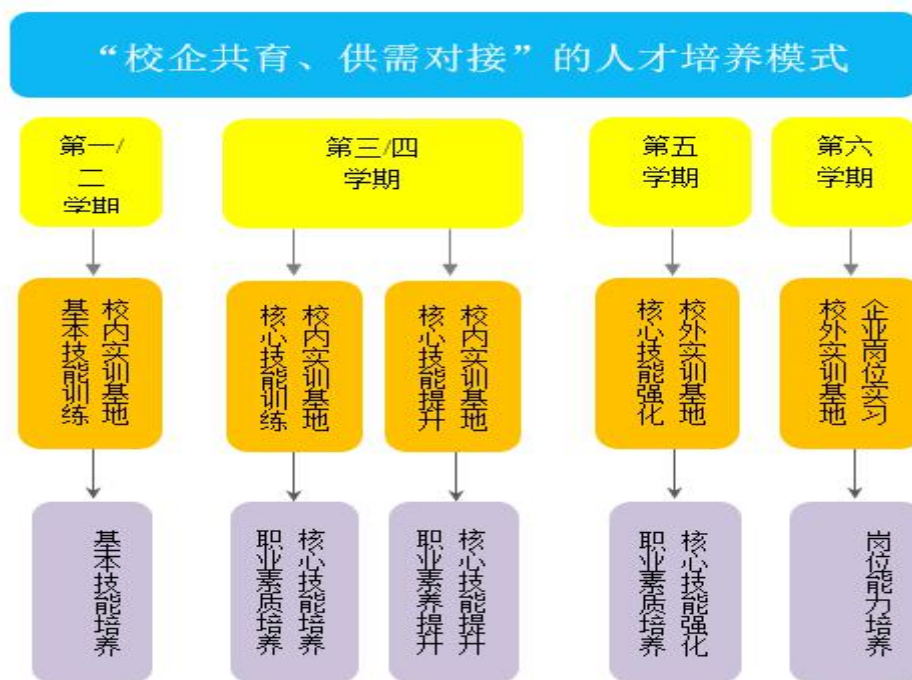 “校企共育、供需对接”的人才培养模式
第一/
二
学期
第三/四
学期
第五
学期
第六
学期
校内实训基地
基本技能训练
校内实训基地
核心技能训练
校内实训基地
核心技能提升
校外实训基地
核心技能强化
企业岗位实习
校外实训基地
基本技能培养
核心技能培养
职业素质培养
核心技能提升
职业素养提升
核心技能强化
职业素质培养
岗位能力培养